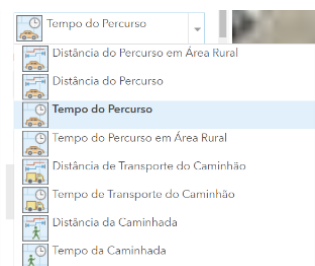 Tempo do Percurso
Distância do Percurso em Área Rural
Distância do Percurso
Tempo do Percurso
Tempo do Percurso em Área Rural
Distância de Transporte do Caminhão
Tempo de Transporte do Caminhão
Distância da Caminhada
Tempo da Caminhada